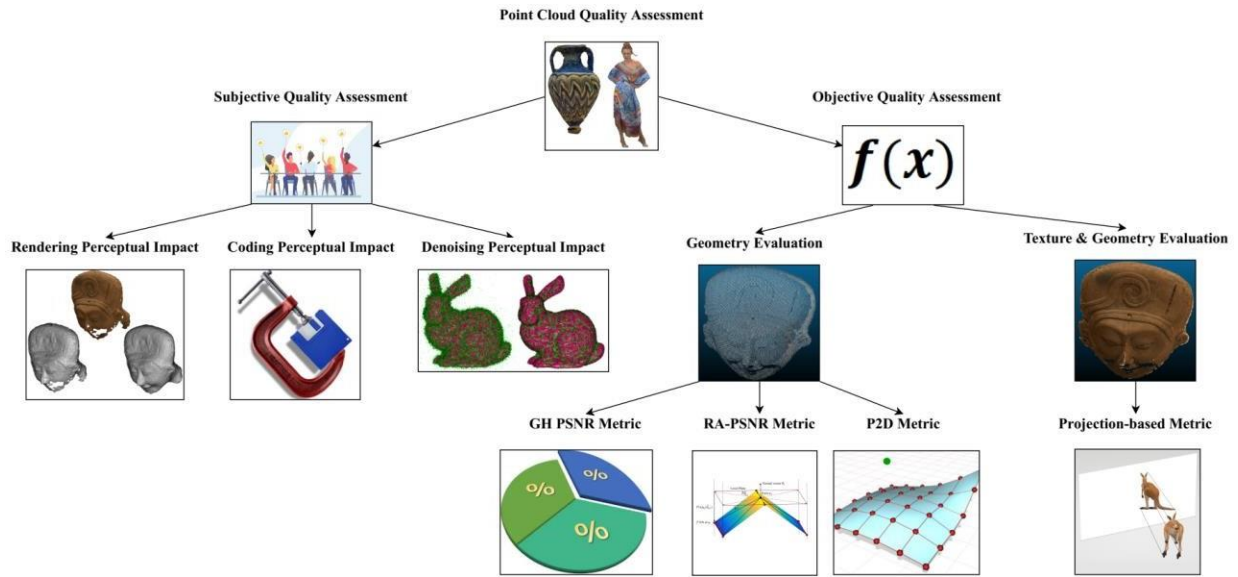 Point Cloud Quality Assessment
Subjective Quality Assessment
Objective Quality Assessment
f(x)
Rendering Perceptual Impact
Coding Perceptual Impact
Denoising Perceptual Impact
Geometry Evaluation
Texture & Geometry Evaluation
GH PSNR Metric
RA-PSNR Metric
P2D Metric
Projection-based Metric
%
%
%